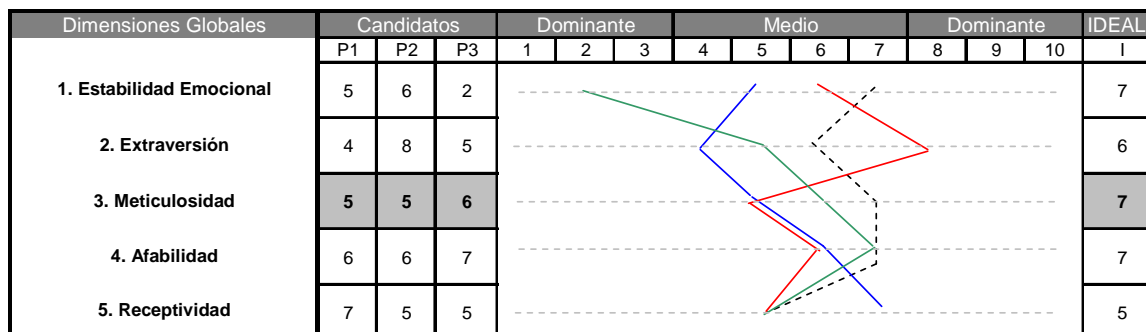 Dimensiones Globales Candidatos Dominante Medio Dominante IDEAL
P1 P2 P3 1 2 3 4 5 6 7 8 9 10 I
1. Estabilidad Emocional 5 6 2 7
2. Extraversión 4 8 5 6
3. Meticulosidad 5 5 6 7
4. Afabilidad 6 6 7 7
5. Receptividad 7 5 5 5